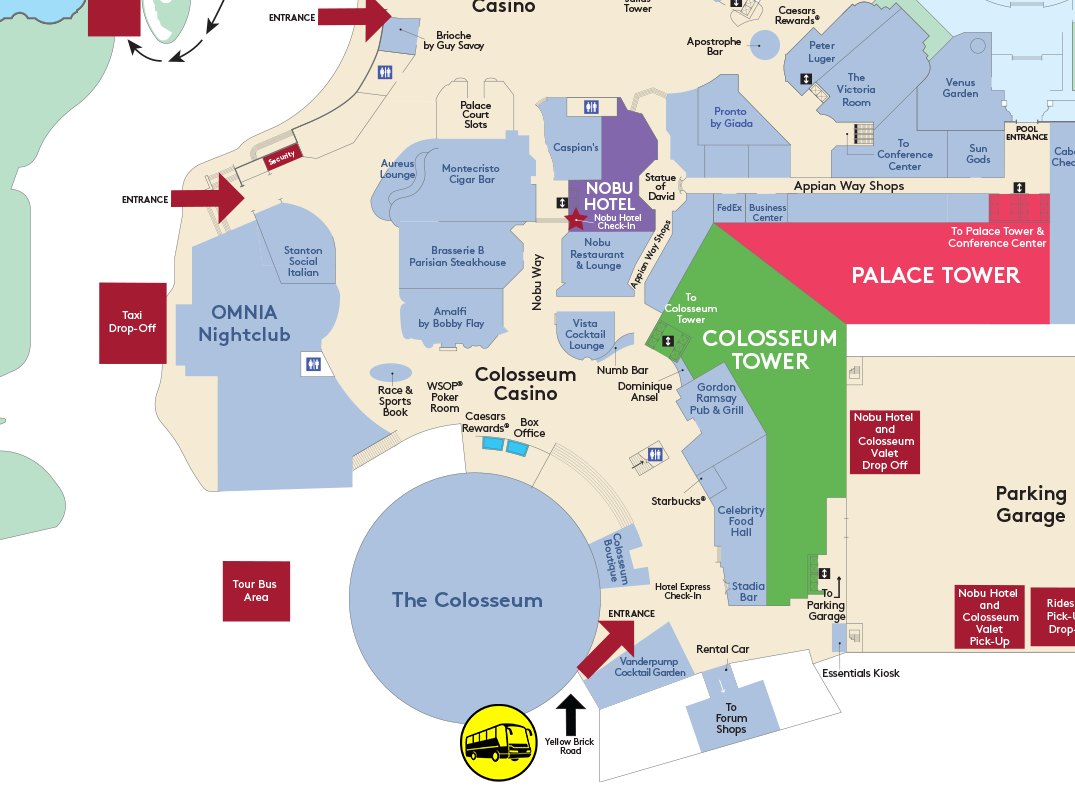 Casino
Tower
ENTRANCE
Brioche
by Guy Savoy
Caesars
Rewards®
Apostrophe
Bar
Peter
Luger
The
Victoria
Room
Venus
Garden
Palace
Court
Slots
Pronto
by Giada
POOL
ENTRANCE
To
Conference
Center
Sun
Gods
Security
Caspian's
Aureus
Lounge
Montecristo
Cigar Bar
Statue
of
David
Appian Way Shops
ENTRANCE
NOBU
HOTEL
Nobu Hotel
Check-In
FedEx
Business
Center
To Palace Tower &
Conference Center
PALACE TOWER
Stanton
Social
Italian
Brasserie B
Parisian Steakhouse
Nobu Way
Nobu
Restaurant
& Lounge
Appian Way Shops
To
Colosseum
Tower
COLOSSEUM
TOWER
Taxi
Drop-Off
OMNIA
Nightclub
Amalfi
by Bobby Flay
Vista
Cocktail
Lounge
Numb Bar
Dominique
Ansel
Gordon
Ramsay
Pub & Grill
Colosseum
Casino
Race &
Sports
Book
WSOP®
Poker
Room
Caesars
Rewards®
Box
Office
Nobu Hotel
and
Colosseum
Valet
Drop Off
Parking
Garage
Starbucks®
Celebrity
Food
Hall
Colosseum
Boutique
Tour Bus
Area
The Colosseum
Hotel Express
Check-In
Stadia
Bar
To
Parking
Garage
Nobu Hotel
and
Colosseum
Valet
Pick-Up
Rides
ENTRANCE
Vanderpump
Cocktail Garden
Rental Car
Essentials Kiosk
To
Forum
Shops
Yellow Brick
Road